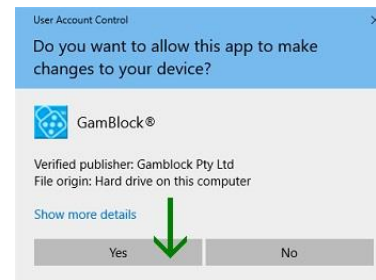 User Account Control
Do you want to allow this app to make
changes to your device?
GamBlock®
Verified publisher: Gamblock Pty Ltd
File origin: Hard drive on this computer
Show more details
Yes No